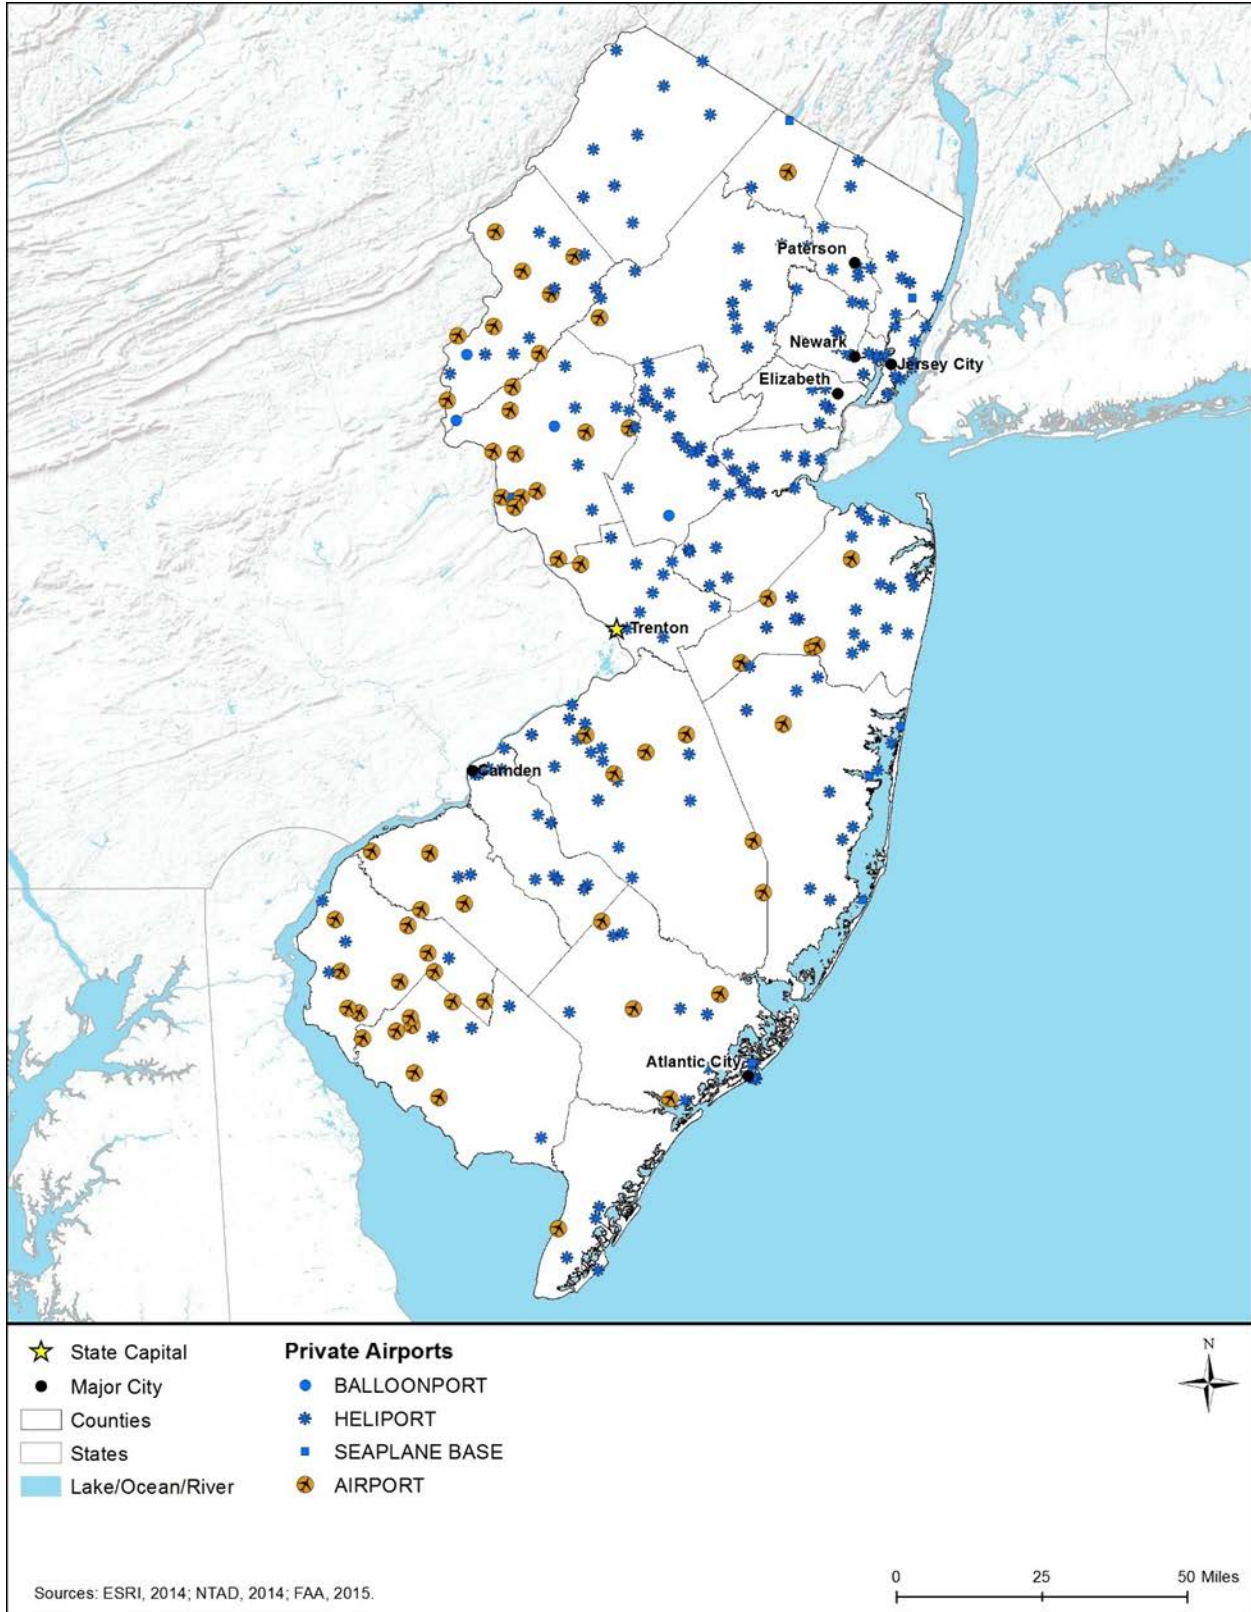 Paterson
Newark
Jersey City
Elizabeth
Trenton
Camden
Atlantic City
State Capital
Major City
Counties
States
Lake/Ocean/River
Private Airports
BALLOONPORT
HELIPORT
SEAPLANE BASE
AIRPORT
N
Sources: ESRI, 2014; NTAD, 2014; FAA, 2015.
0 25 50 Miles